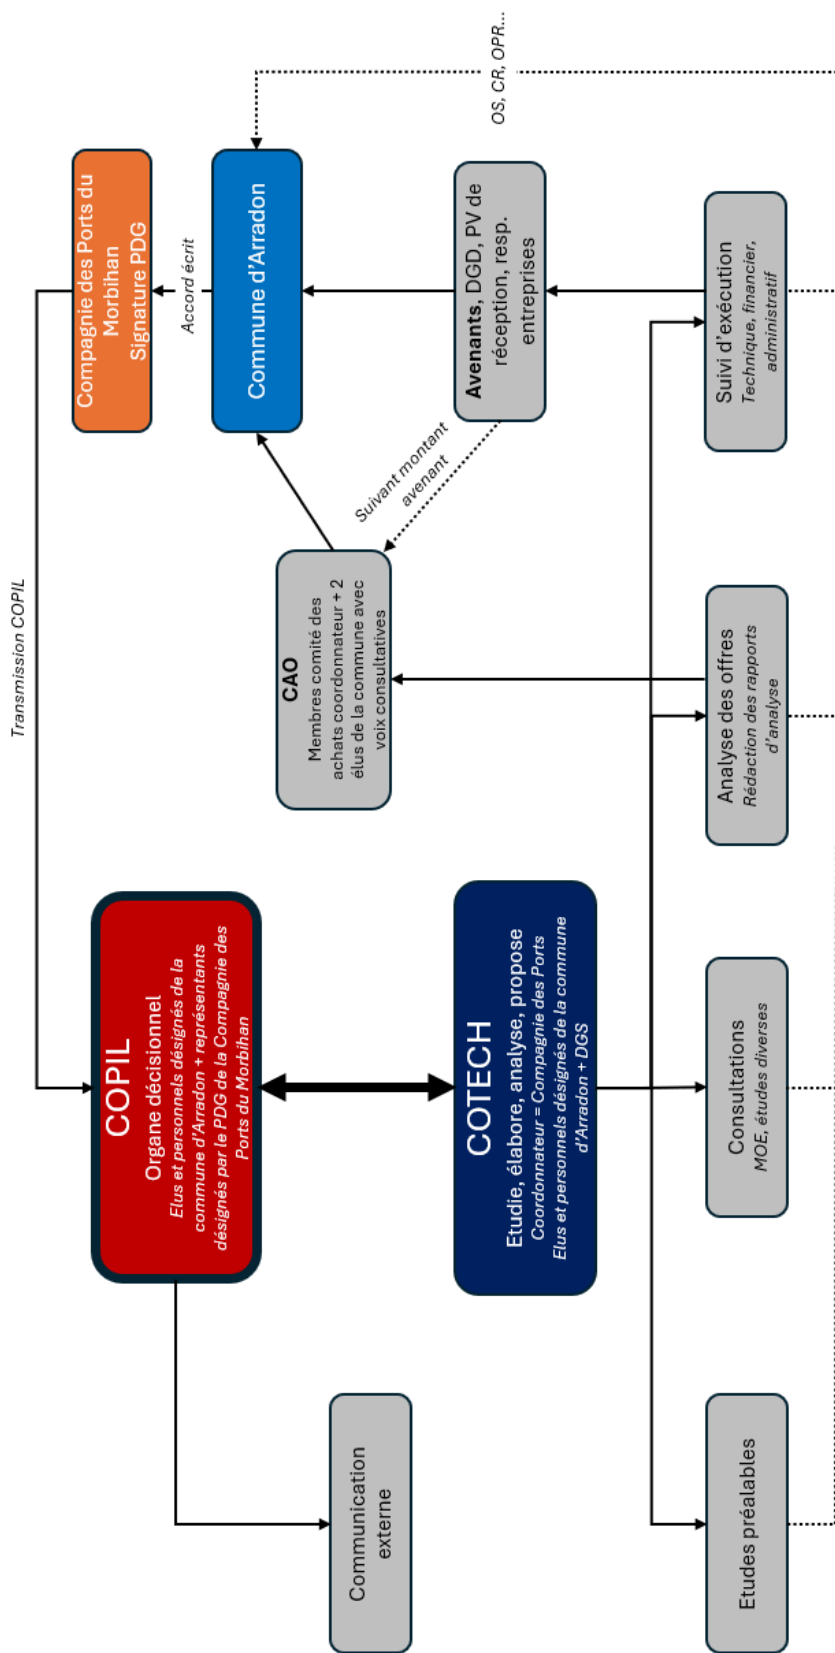 Transmission COPIL
COPIL
Organe décisionnel
Elus et personnels désignés de la
commune d'Arradon + représentants
désignés par le PDG de la Compagnie des
Ports du Morbihan
Compagnie des Ports du
Morbihan
Signature PDG
Accord écrit
Commune d'Arradon
OS, CR, OPR...
Communication
externe
CAO
Membres comité des
achats coordonnateur + 2
élus de la commune avec
voix consultatives
Suivant montant
avenant
Avenants, DGD, PV de
réception, resp.
entreprises
COTECH
Etudie, élabore, analyse, propose
Coordonnateur = Compagnie des Ports
Elus et personnels désignés de la commune
d'Arradon + DGS
Etudes préalables
Consultations
MOE, études diverses
Analyse des offres
Rédaction des rapports
d'analyse
Suivi d'exécution
Technique, financier,
administratif